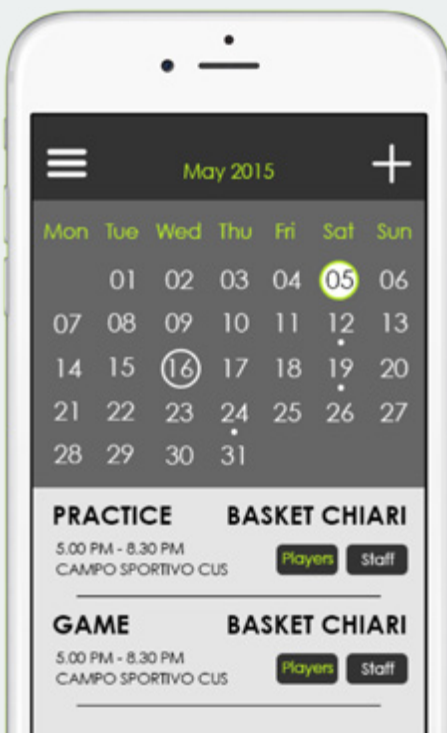 May 2015
Mon Tue Wed Thu Fri Sat Sun
01 02 03 04 05 06
07 08 09 10 11 12 13
14 15 16 17 18 19 20
21 22 23 24 25 26 27
28 29 30 31
PRACTICE BASKET CHIARI
5.00 PM - 8.30 PM
CAMPO SPORTIVO CUS Players Staff
GAME BASKET CHIARI
5.00 PM - 8.30 PM
CAMPO SPORTIVO CUS Players Staff